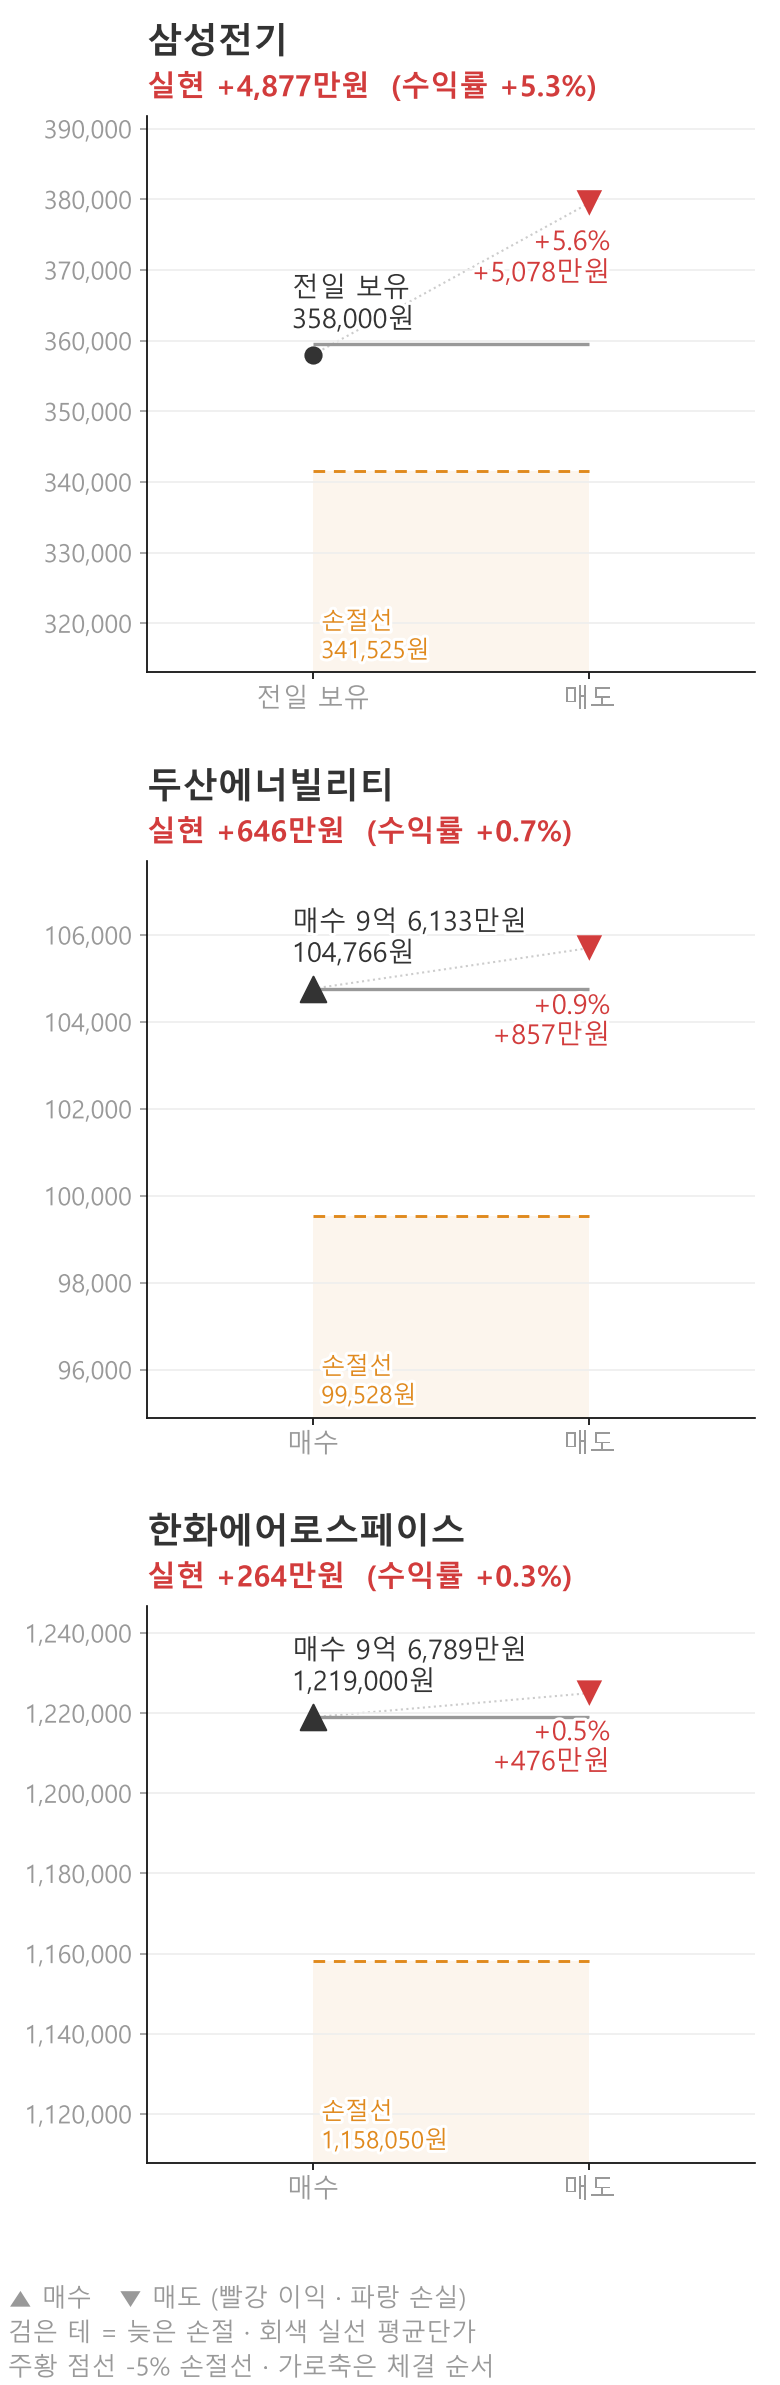 삼성전기
실현 +4,877만원 (수익률 +5.3%)
390,000
380,000
+5.6%
370,000
+5,078만원
전일 보유
358,000원
360,000
350,000
340,000
330,000
320,000
손절선
341,525원
전일 보유 매도
두산에너빌리티
실현 +646만원 (수익률 +0.7%)
매수 9억 6,133만원
106,000
104,766원
+0.9%
104,000
+857만원
102,000
100,000
98,000
96,000
손절선
99,528원
매수 매도
한화에어로스페이스
실현 +264만원 (수익률 +0.3%)
1,240,000
매수 9억 6,789만원
1,219,000원
1,220,000
+0.5%
+476만원
1,200,000
1,180,000
1,160,000
1,140,000
1,120,000
손절선
1,158,050원
매수 매도
▲ 매수 ▼ 매도 (빨강 이익 · 파랑 손실)
검은 테 = 늦은 손절 · 회색 실선 평균단가
주황 점선 -5% 손절선 · 가로축은 체결 순서